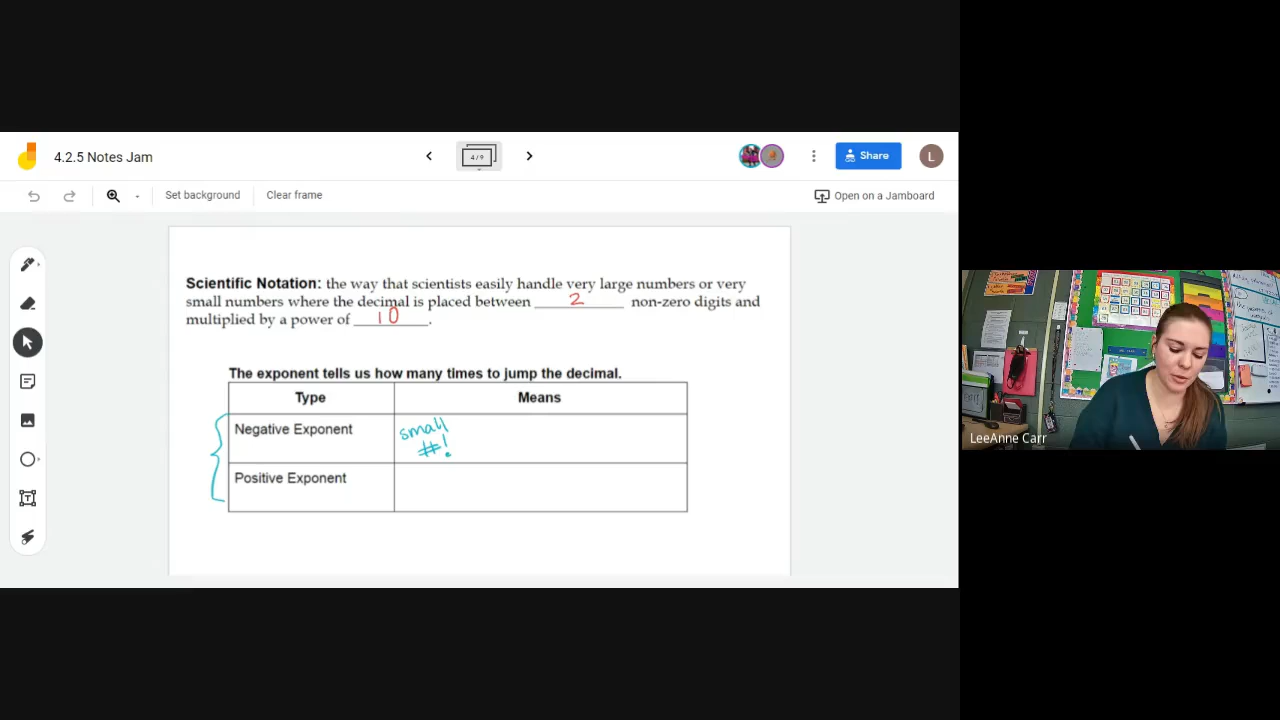 4.2.5 Notes Jam
4/9
Share
L
Set background
Clear frame
Open on a Jamboard
Scientific Notation: the way that scientists easily handle very large numbers or very
small numbers where the decimal is placed between 2 non-zero digits and
multiplied by a power of 10.
The exponent tells us how many times to jump the decimal.
Type Means
Negative Exponent small
#!
Positive Exponent
LeeAnne Carr